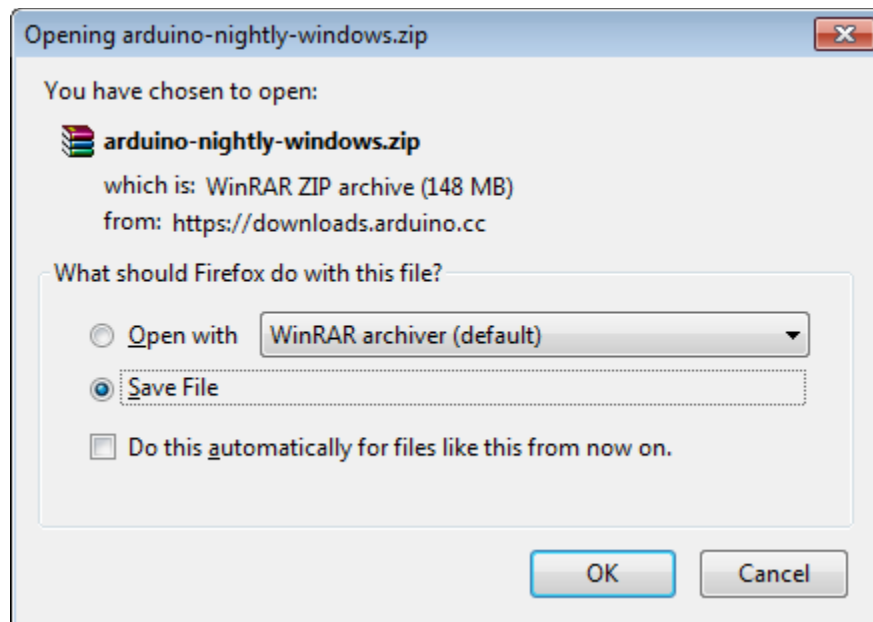 Opening arduino-nightly-windows.zip
You have chosen to open:
arduino-nightly-windows.zip
which is: WinRAR ZIP archive (148 MB)
from: https://downloads.arduino.cc
What should Firefox do with this file?
Open with WinRAR archiver (default)
Save File
Do this automatically for files like this from now on.
OK Cancel